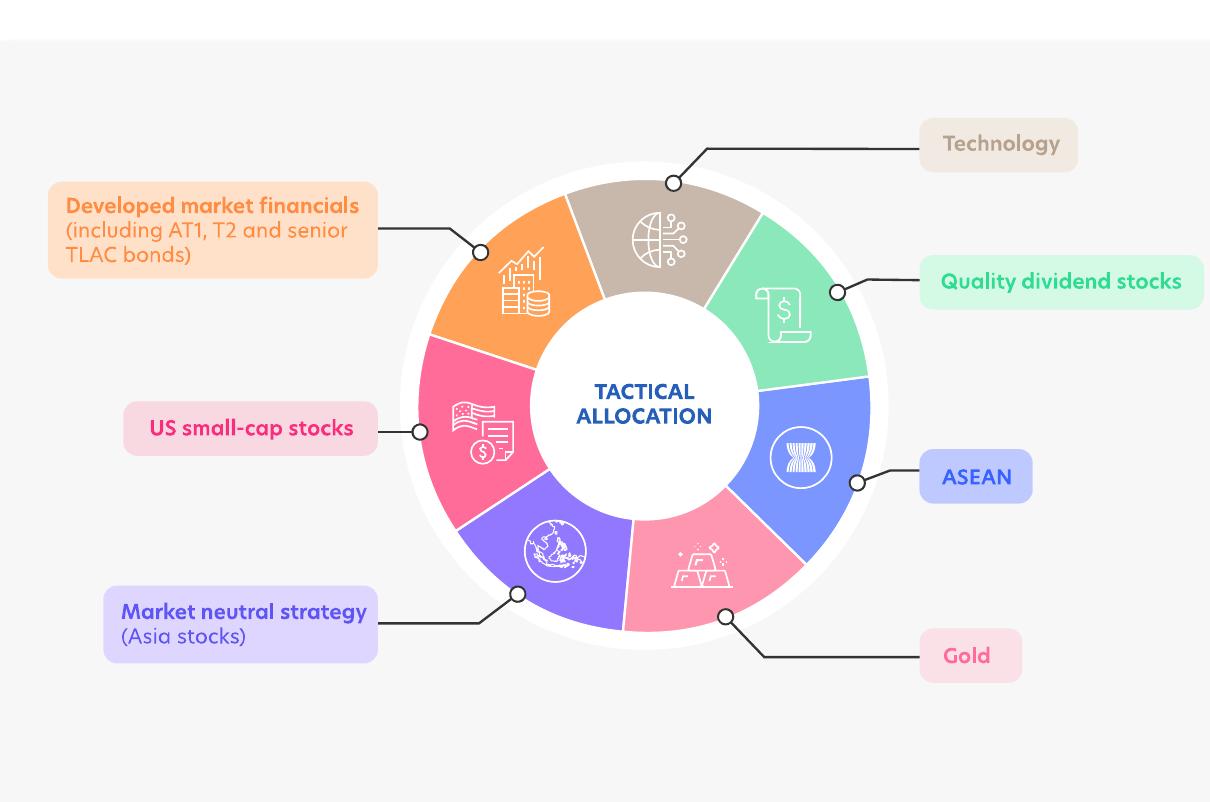 Technology
Developed market financials
(including AT1, T2 and senior
TLAC bonds)
Quality dividend stocks
TACTICAL
ALLOCATION
US small-cap stocks
ASEAN
Market neutral strategy
(Asia stocks)
Gold